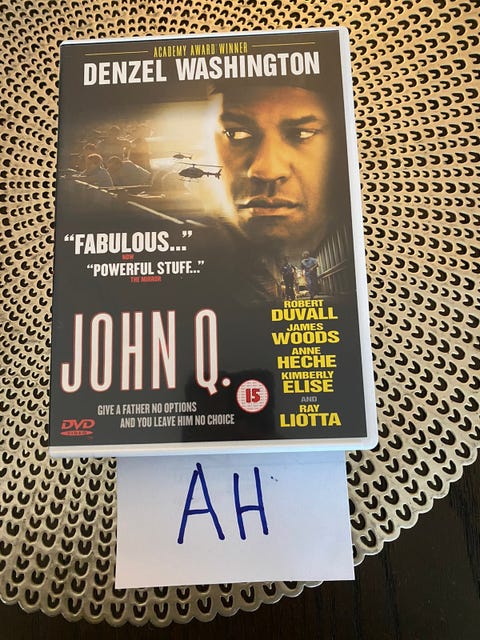 ACADEMY AWARD WINNER
DENZEL WASHINGTON
“FABULOUS...”
NOW
“POWERFUL STUFF...”
THE MIRROR
ROBERT
DUVALL
JAMES
WOODS
ANNE
HECHE
KIMBERLY
ELISE
AND
RAY
LIOTTA
JOHN Q.
15
GIVE A FATHER NO OPTIONS
AND YOU LEAVE HIM NO CHOICE
DVD
VIDEO
AH